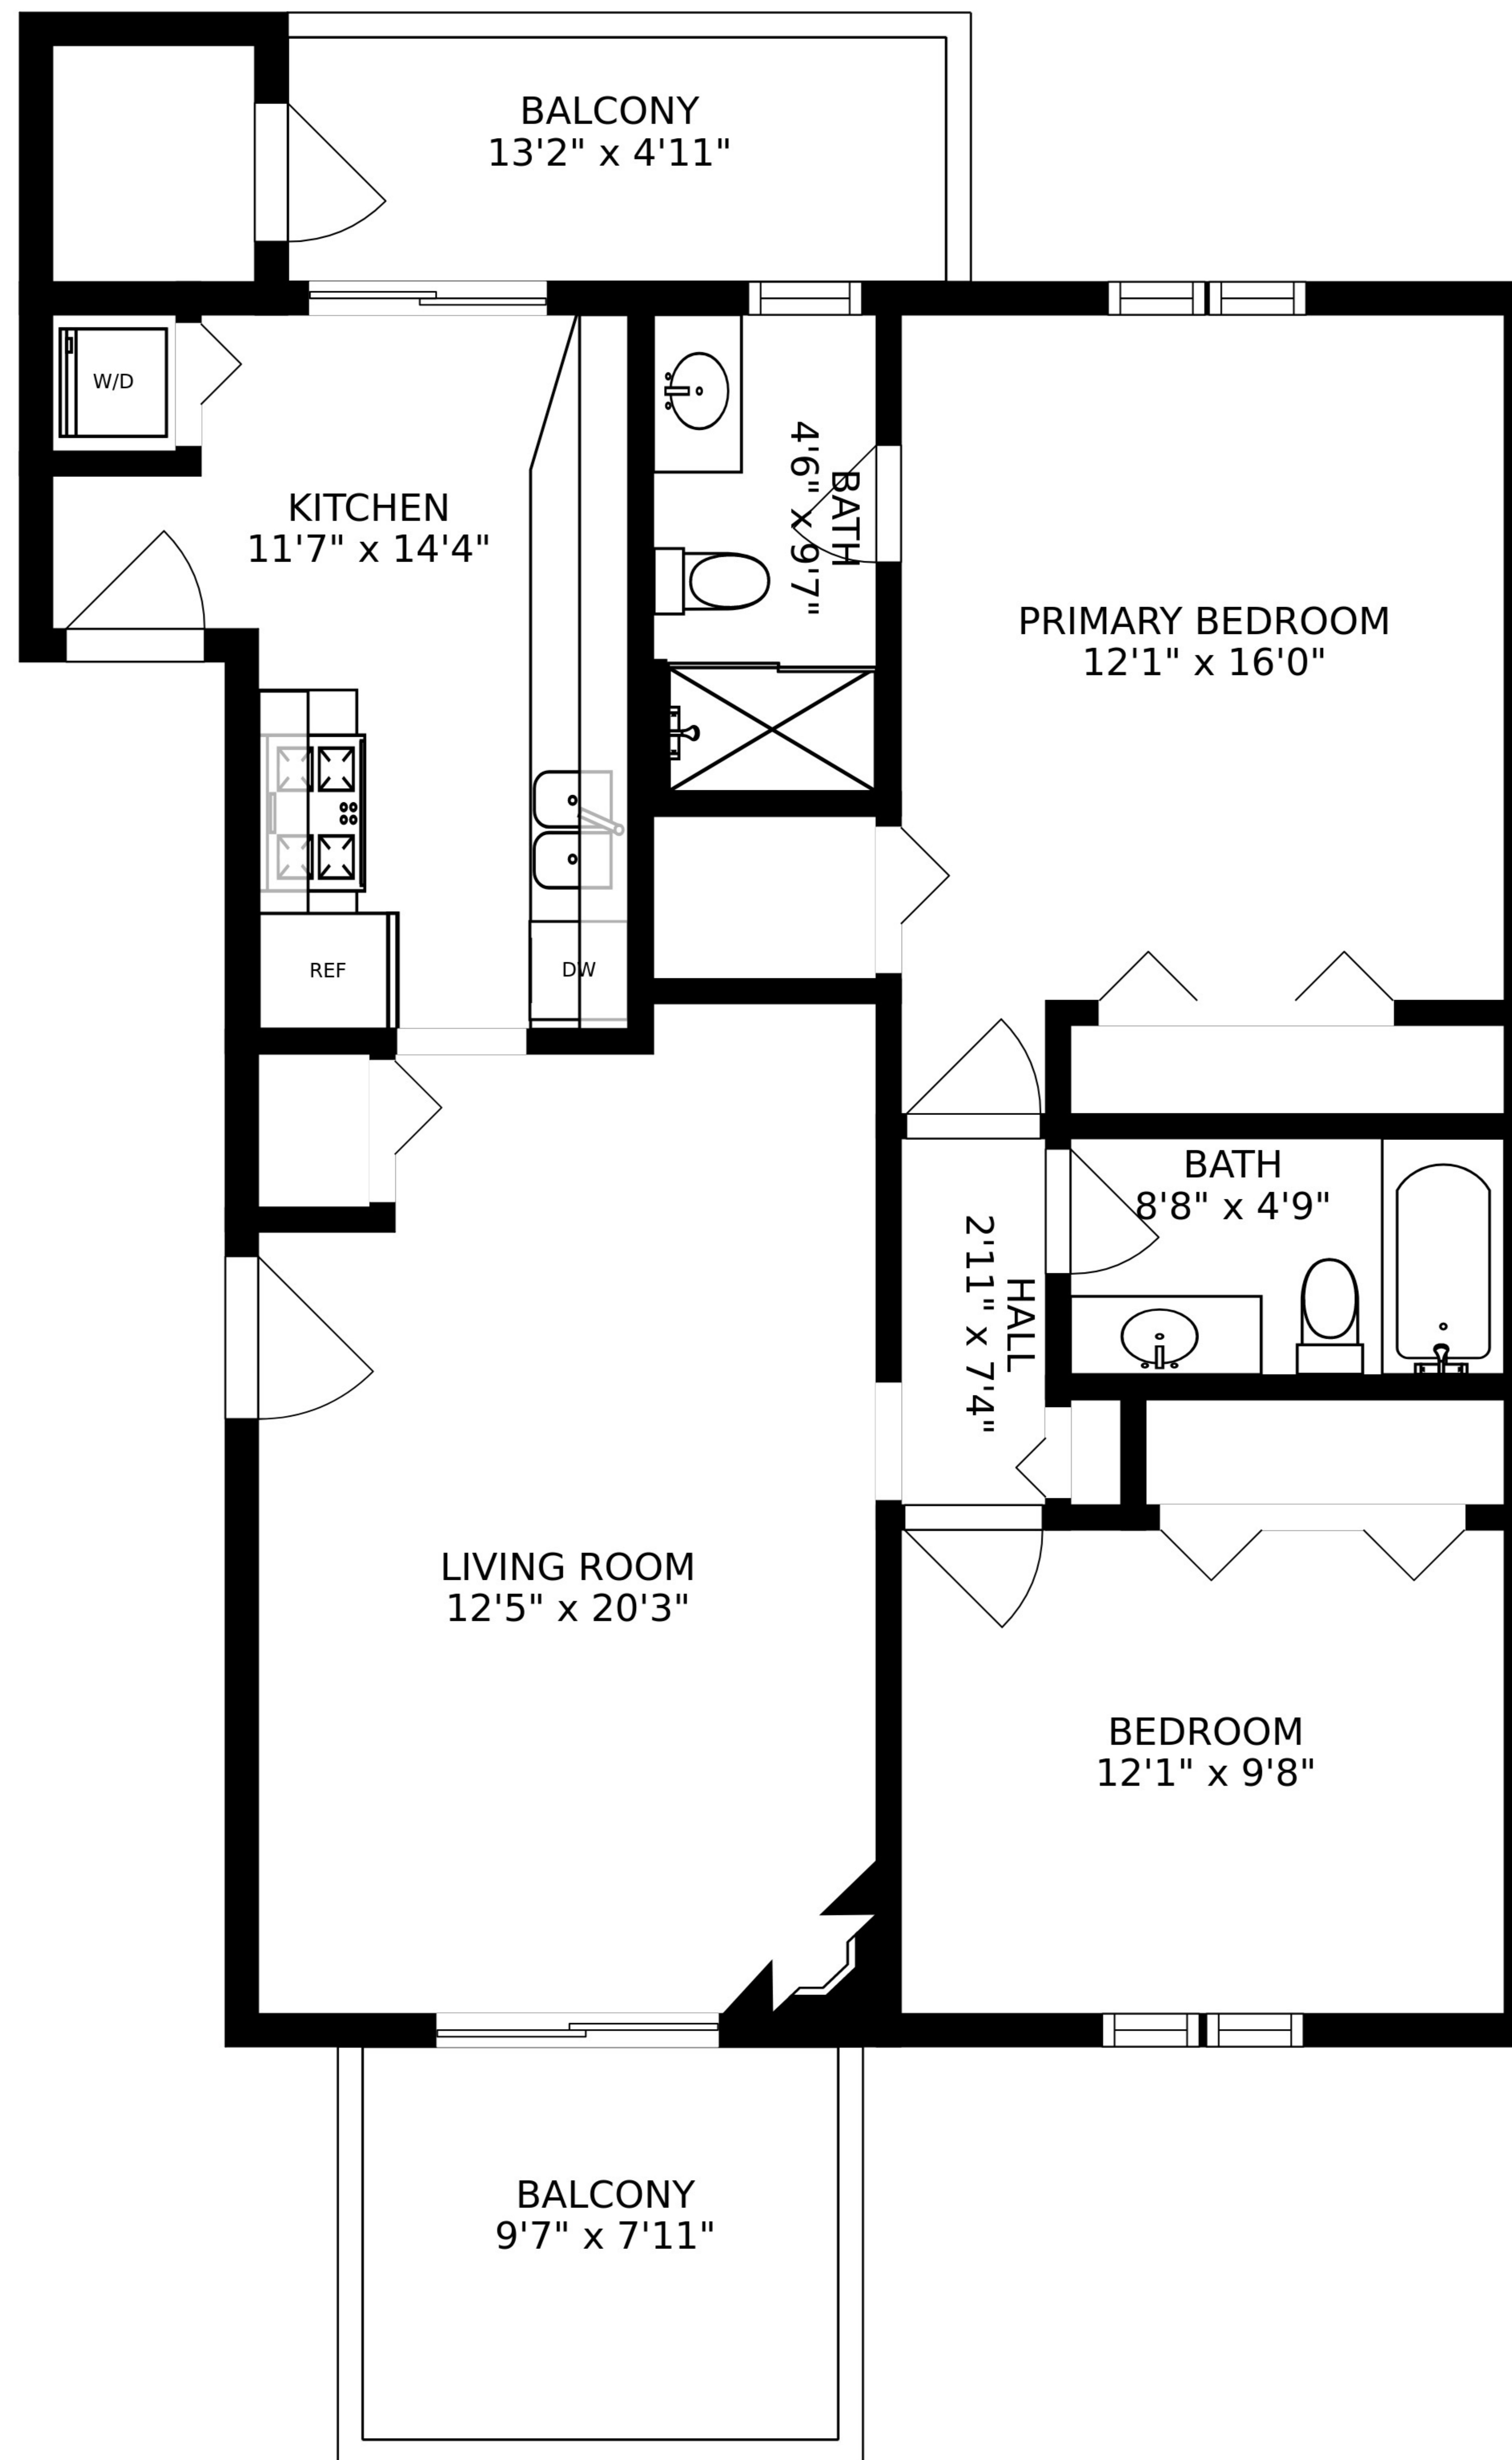 BALCONY
13'2" x 4'11"
W/D
KITCHEN
11'7" x 14'4"
BATH
4'6" x 9'7"
PRIMARY BEDROOM
12'1" x 16'0"
REF
DW
BATH
8'8" x 4'9"
HALL
2'11" x 7'4"
LIVING ROOM
12'5" x 20'3"
BEDROOM
12'1" x 9'8"
BALCONY
9'7" x 7'11"